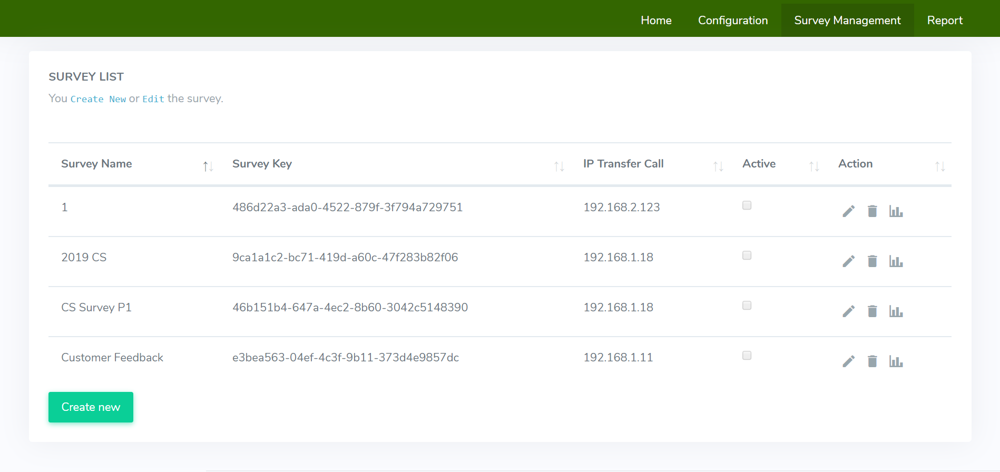 Home Configuration Survey Management Report
SURVEY LIST
You Create New or Edit the survey.
Survey Name Survey Key IP Transfer Call Active Action
1 486d22a3-ada0-4522-879f-3f794a729751 192.168.2.123
2019 CS 9ca1a1c2-bc71-419d-a60c-47f283b82f06 192.168.1.18
CS Survey P1 46b151b4-647a-4ec2-8b60-3042c5148390 192.168.1.18
Customer Feedback e3bea563-04ef-4c3f-9b11-373d4e9857dc 192.168.1.11
Create new